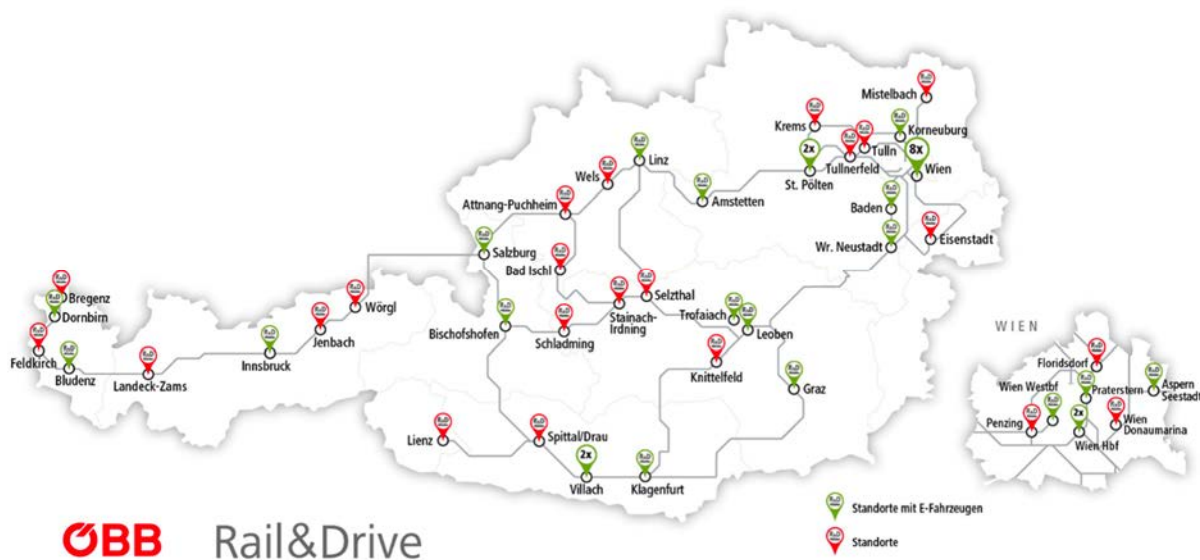 Mistelbach
Krems
Korneuburg
Tulln
8x
2x
Tullnerfeld
Wien
Linz
St. Pölten
Wels
Amstetten
Baden
Attnang-Puchheim
Wr. Neustadt
Eisenstadt
Salzburg
Bad Ischl
Selzthal
Bregenz
Dornbirn
Wörgl
Stainach-
Irdning
Trofaiach
Leoben
Bischofshofen
Schladming
Jenbach
Feldkirch
Bludenz
Innsbruck
Landeck-Zams
Knittelfeld
Graz
Lienz
Spittal/Drau
2x
Villach
Klagenfurt
WIEN
Floridsdorf
Wien Westbf
Praterstern
Aspern
Seestadt
Penzing
2x
Wien
Donaumarina
Wien Hbf
Standorte mit E-Fahrzeugen
Standorte
ÖBB Rail&Drive